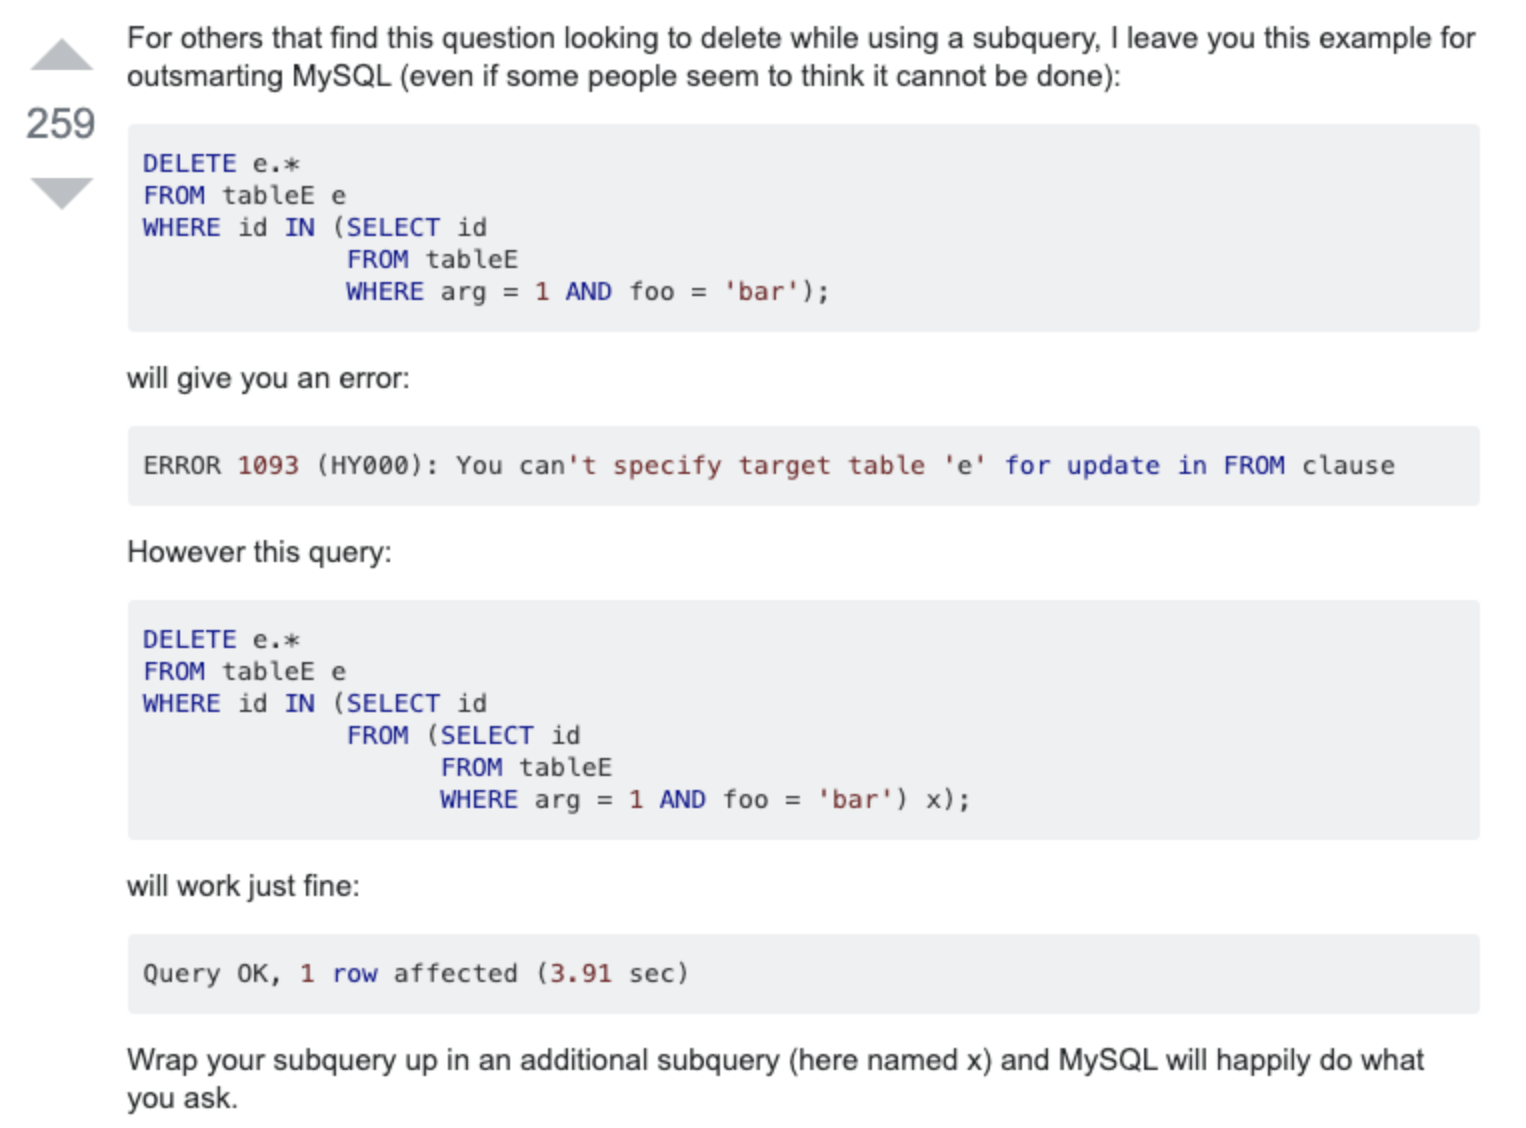 For others that find this question looking to delete while using a subquery, I leave you this example for
outsmarting MySQL (even if some people seem to think it cannot be done):
259
DELETE e.*
FROM tableE e
WHERE id IN (SELECT id
             FROM tableE
             WHERE arg = 1 AND foo = 'bar');
will give you an error:
ERROR 1093 (HY000): You can't specify target table 'e' for update in FROM clause
However this query:
DELETE e.*
FROM tableE e
WHERE id IN (SELECT id
             FROM (SELECT id
                   FROM tableE
                   WHERE arg = 1 AND foo = 'bar') x);
will work just fine:
Query OK, 1 row affected (3.91 sec)
Wrap your subquery up in an additional subquery (here named x) and MySQL will happily do what
you ask.